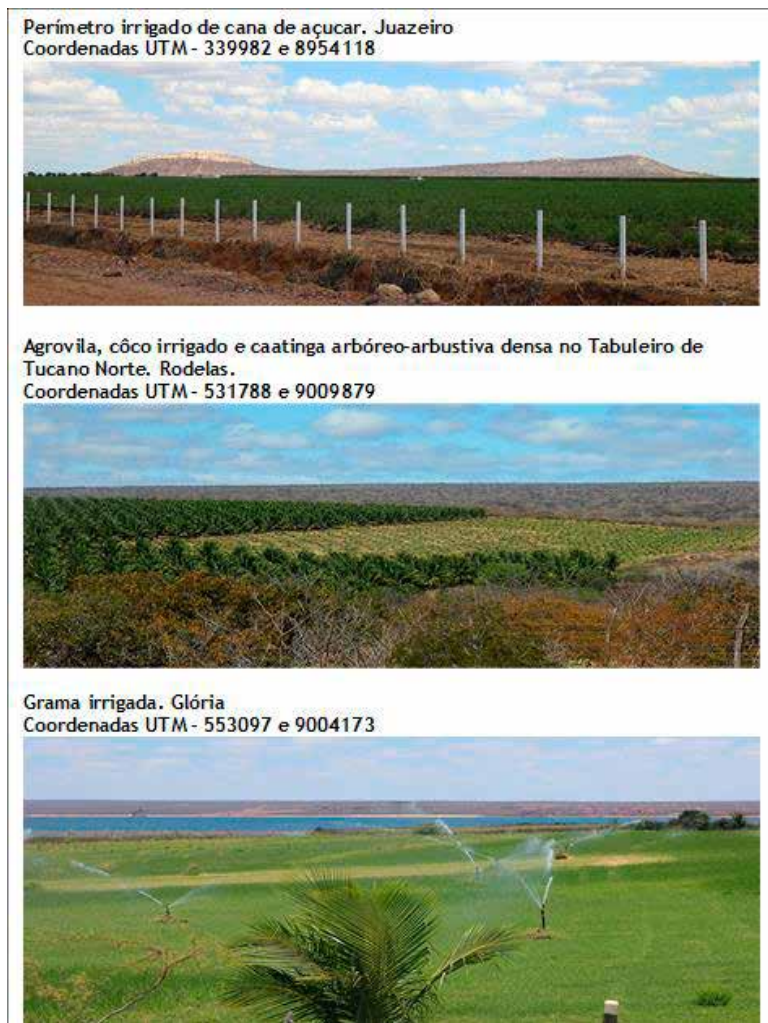 Perímetro irrigado de cana de açucar. Juazeiro
Coordenadas UTM - 339982 e 8954118
Agrovila, côco irrigado e caatinga arbóreo-arbustiva densa no Tabuleiro de
Tucano Norte. Rodelas.
Coordenadas UTM - 531788 e 9009879
Grama irrigada. Glória
Coordenadas UTM - 553097 e 9004173